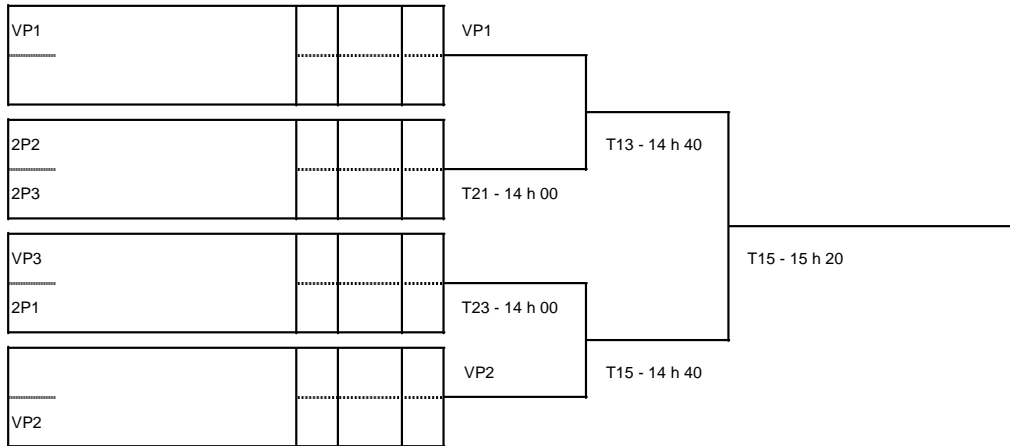 VP1
VP1
2P2
T13 - 14 h 40
2P3
T21 - 14 h 00
VP3
T15 - 15 h 20
2P1
T23 - 14 h 00
VP2
T15 - 14 h 40
VP2